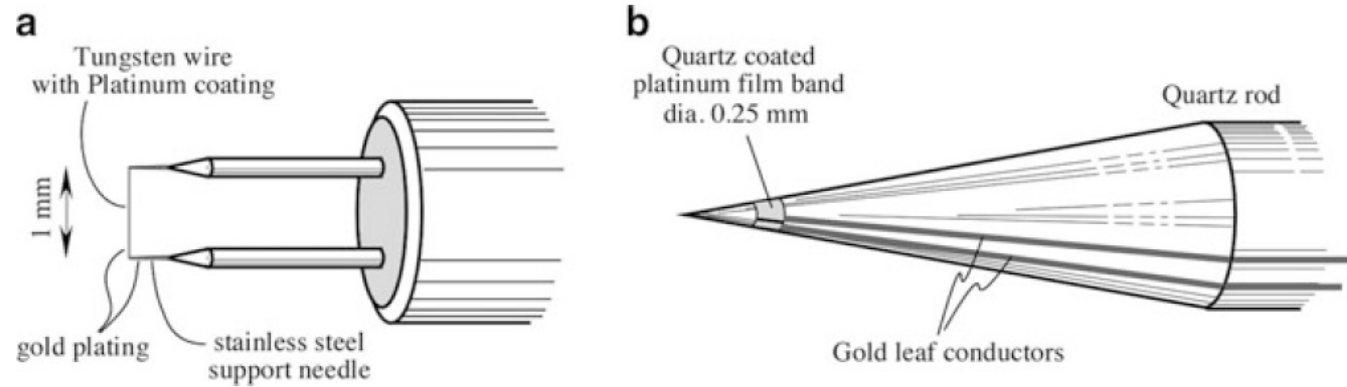 a
Tungsten wire
with Platinum coating
1 mm
gold plating
stainless steel
support needle
b
Quartz coated
platinum film band
dia. 0.25 mm
Quartz rod
Gold leaf conductors